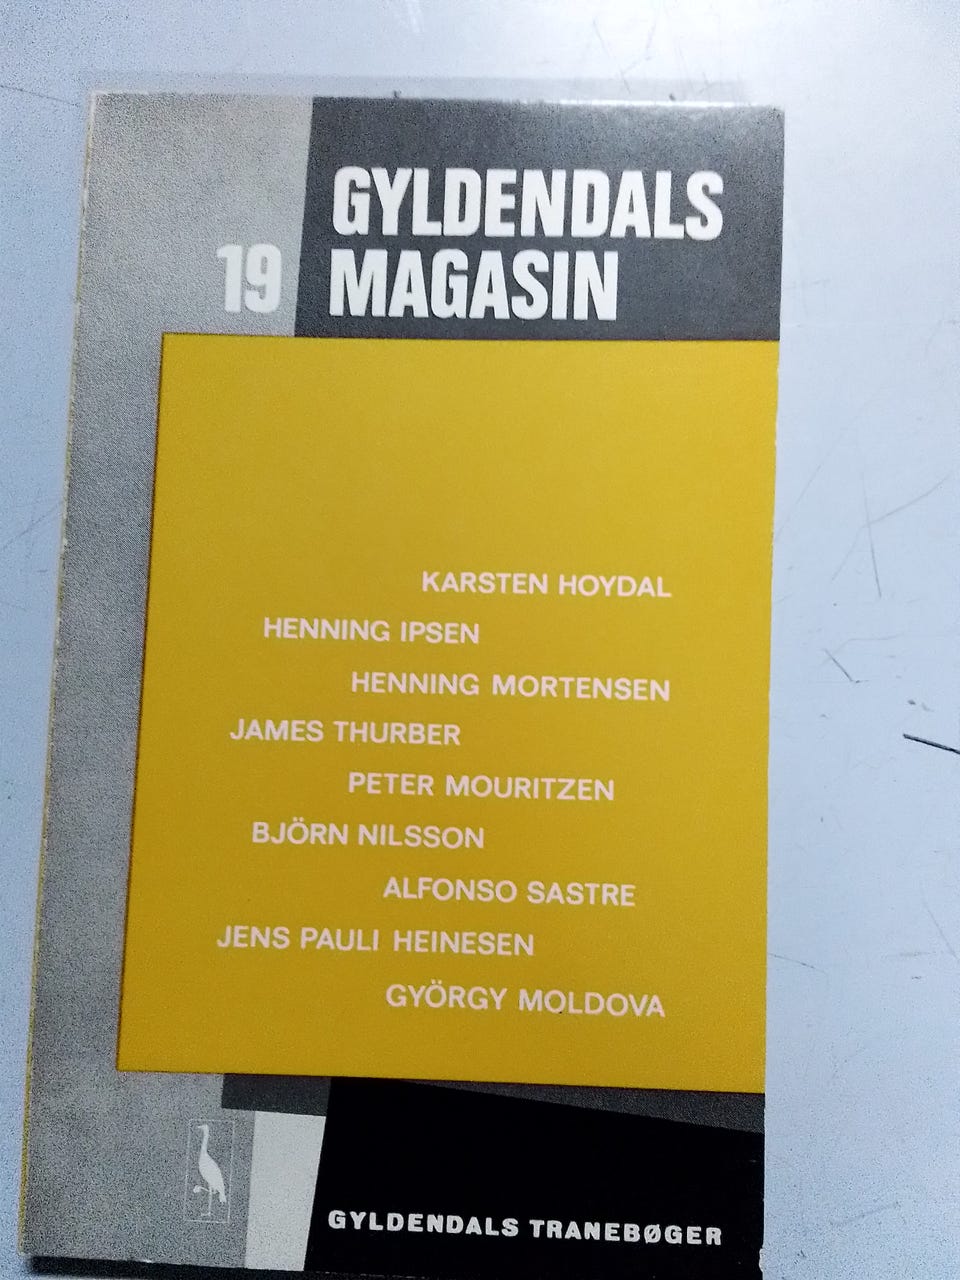 GYLDENDALS
19 MAGASIN
KARSTEN HOYDAL
HENNING IPSEN
HENNING MORTENSEN
JAMES THURBER
PETER MOURITZEN
BJÖRN NILSSON
ALFONSO SASTRE
JENS PAULI HEINESEN
GYÖRGY MOLDOVA
GYLDENDALS TRANEBØGER